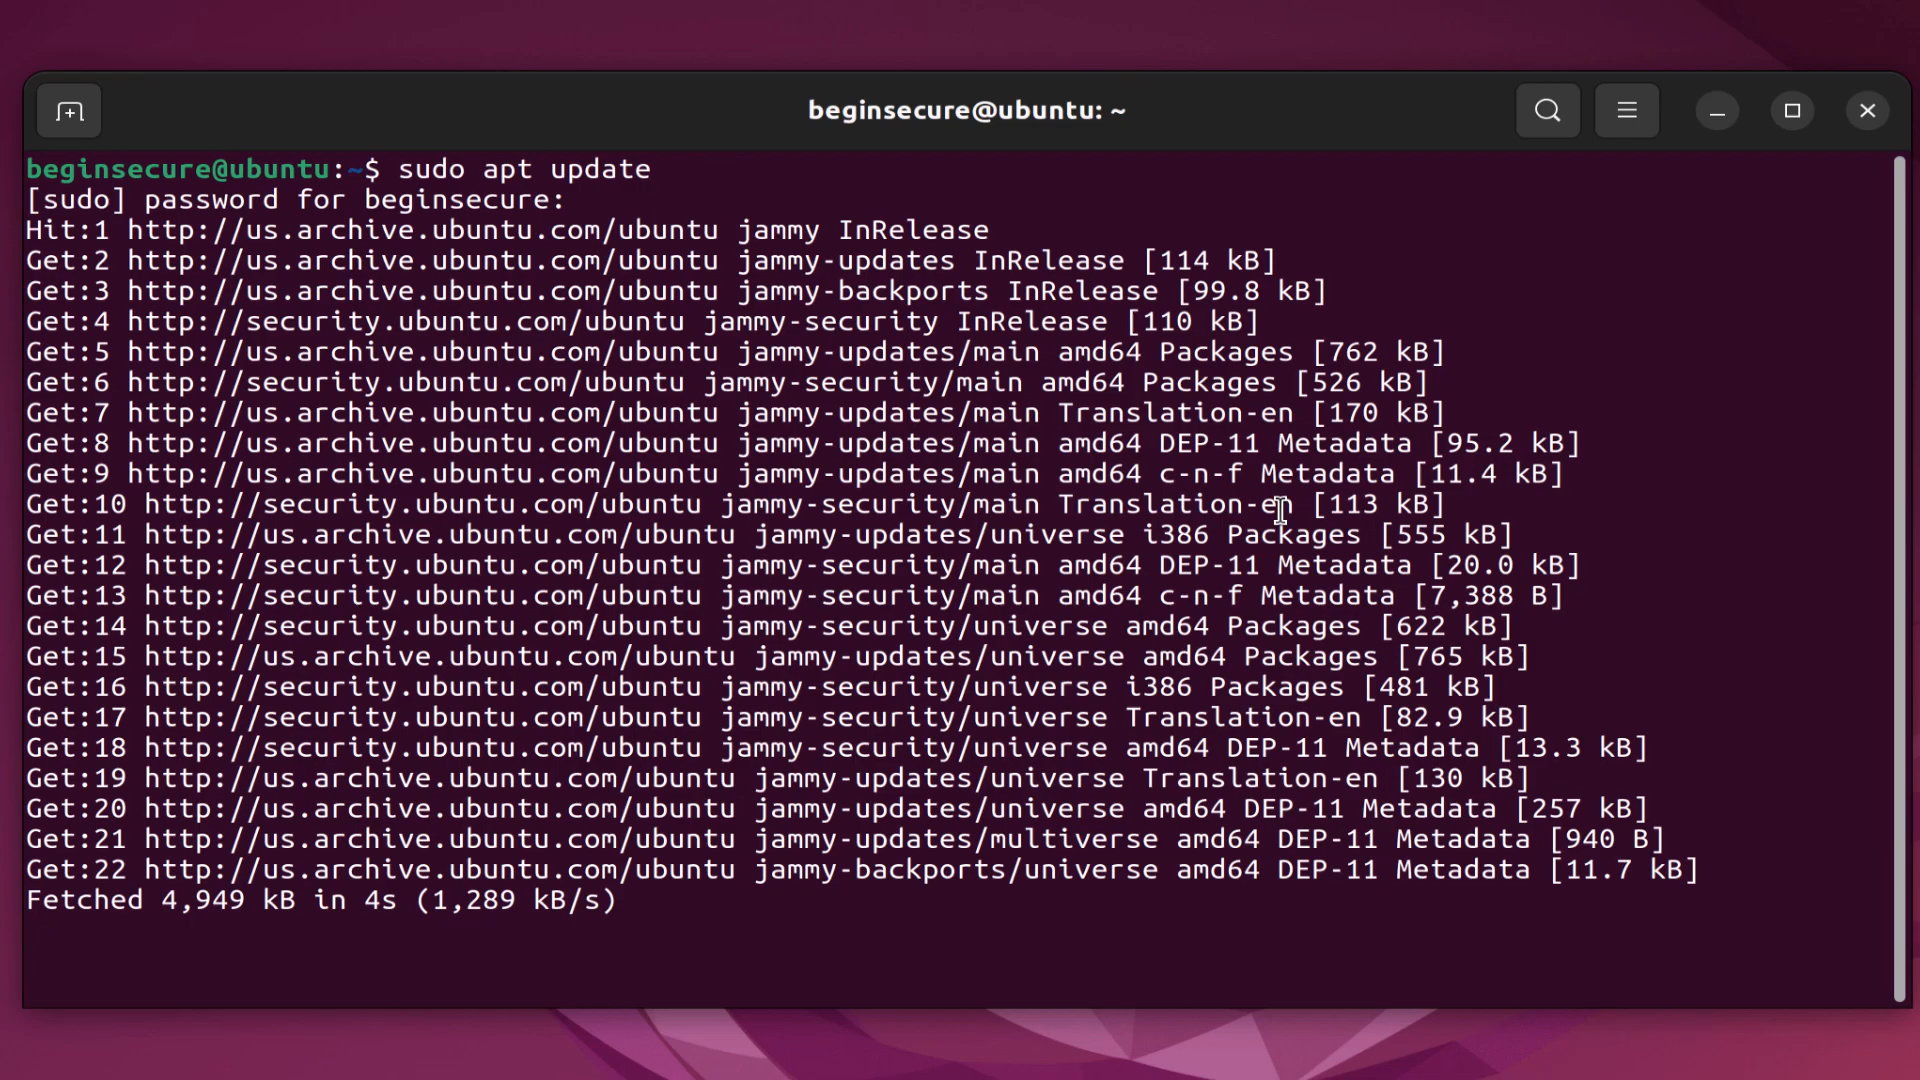 beginsecure@ubuntu: ~
beginsecure@ubuntu:~$ sudo apt update
[sudo] password for beginsecure:
Hit:1 http://us.archive.ubuntu.com/ubuntu jammy InRelease
Get:2 http://us.archive.ubuntu.com/ubuntu jammy-updates InRelease [114 kB]
Get:3 http://us.archive.ubuntu.com/ubuntu jammy-backports InRelease [99.8 kB]
Get:4 http://security.ubuntu.com/ubuntu jammy-security InRelease [110 kB]
Get:5 http://us.archive.ubuntu.com/ubuntu jammy-updates/main amd64 Packages [762 kB]
Get:6 http://security.ubuntu.com/ubuntu jammy-security/main amd64 Packages [526 kB]
Get:7 http://us.archive.ubuntu.com/ubuntu jammy-updates/main Translation-en [170 kB]
Get:8 http://us.archive.ubuntu.com/ubuntu jammy-updates/main amd64 DEP-11 Metadata [95.2 kB]
Get:9 http://us.archive.ubuntu.com/ubuntu jammy-updates/main amd64 c-n-f Metadata [11.4 kB]
Get:10 http://security.ubuntu.com/ubuntu jammy-security/main Translation-en [113 kB]
Get:11 http://us.archive.ubuntu.com/ubuntu jammy-updates/universe i386 Packages [555 kB]
Get:12 http://security.ubuntu.com/ubuntu jammy-security/main amd64 DEP-11 Metadata [20.0 kB]
Get:13 http://security.ubuntu.com/ubuntu jammy-security/main amd64 c-n-f Metadata [7,388 B]
Get:14 http://security.ubuntu.com/ubuntu jammy-security/universe amd64 Packages [622 kB]
Get:15 http://us.archive.ubuntu.com/ubuntu jammy-updates/universe amd64 Packages [765 kB]
Get:16 http://security.ubuntu.com/ubuntu jammy-security/universe i386 Packages [481 kB]
Get:17 http://security.ubuntu.com/ubuntu jammy-security/universe Translation-en [82.9 kB]
Get:18 http://security.ubuntu.com/ubuntu jammy-security/universe amd64 DEP-11 Metadata [13.3 kB]
Get:19 http://us.archive.ubuntu.com/ubuntu jammy-updates/universe Translation-en [130 kB]
Get:20 http://us.archive.ubuntu.com/ubuntu jammy-updates/universe amd64 DEP-11 Metadata [257 kB]
Get:21 http://us.archive.ubuntu.com/ubuntu jammy-updates/multiverse amd64 DEP-11 Metadata [940 B]
Get:22 http://us.archive.ubuntu.com/ubuntu jammy-backports/universe amd64 DEP-11 Metadata [11.7 kB]
Fetched 4,949 kB in 4s (1,289 kB/s)